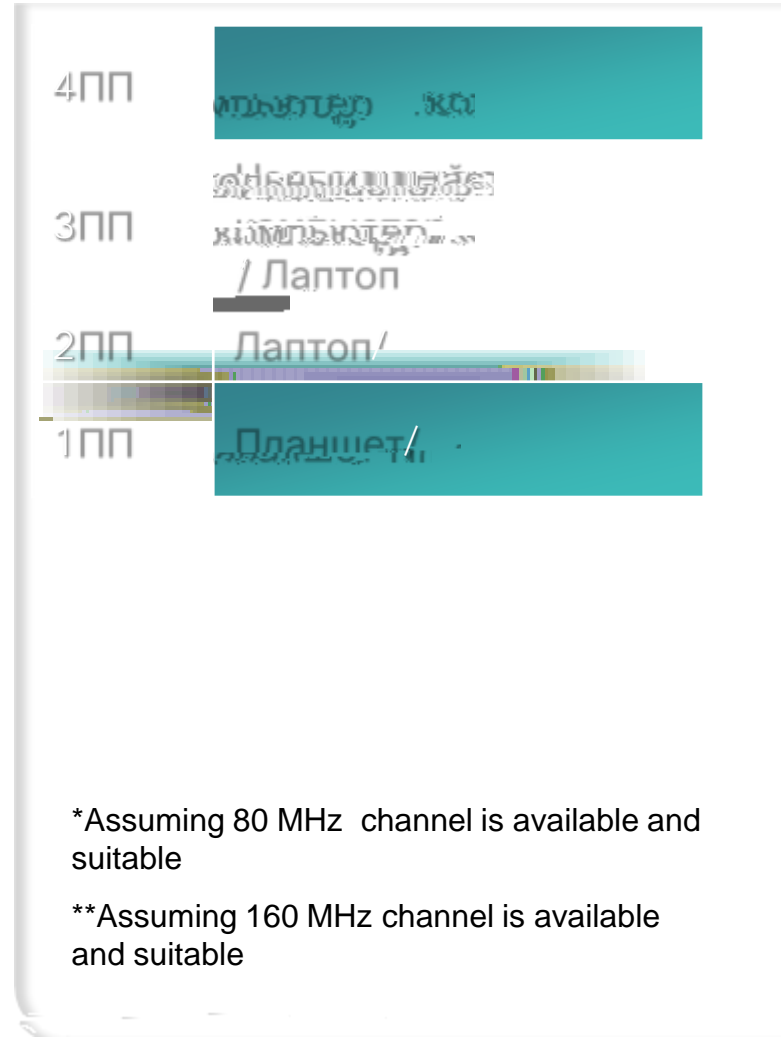 4ПП
3ПП
/ Лаптоп
2ПП Лаптоп/
1ПП Планшет/
*Assuming 80 MHz channel is available and
suitable
**Assuming 160 MHz channel is available
and suitable